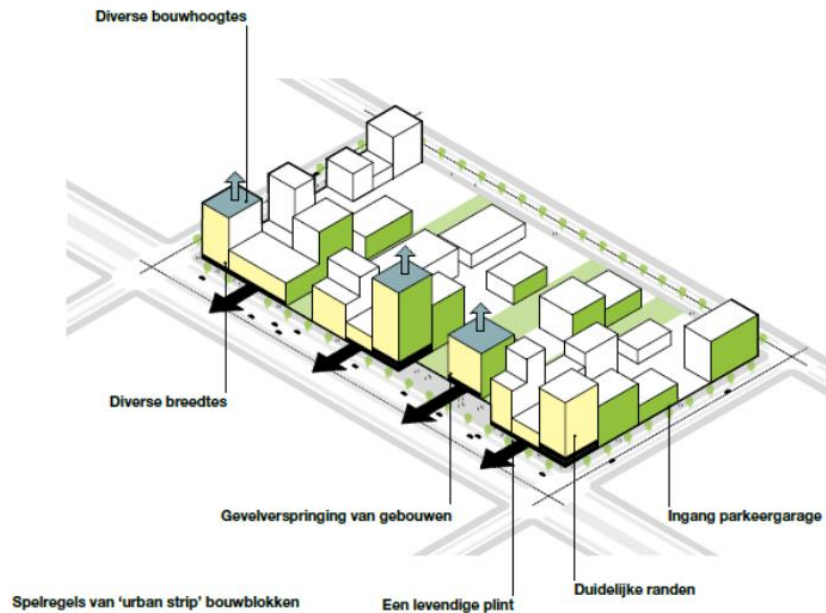 Diverse bouwhoogtes
Diverse breedtes
Gevelverspringing van gebouwen
Ingang parkeergarage
Duidelijke randen
Een levendige plint
Spelregels van ‘urban strip’ bouwblokken